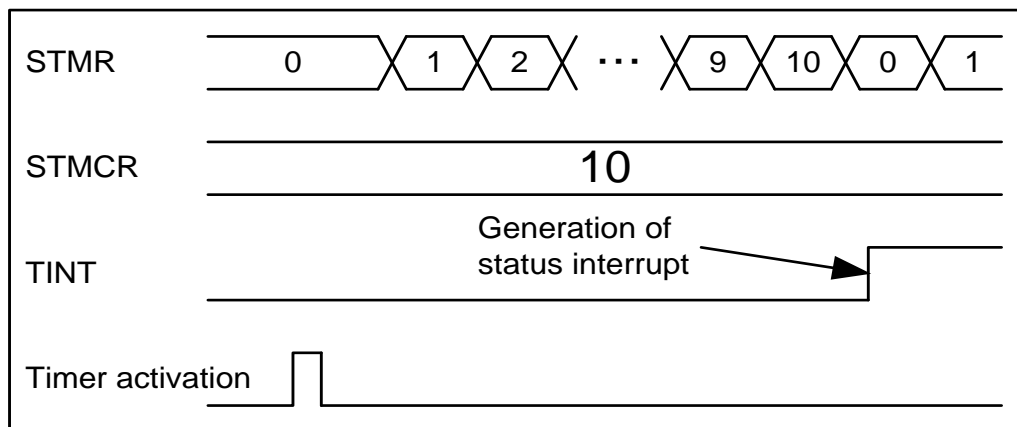 STMR 0 1 2 ··· 9 10 0 1
STMCR 10
Generation of
status interrupt
TINT
Timer activation